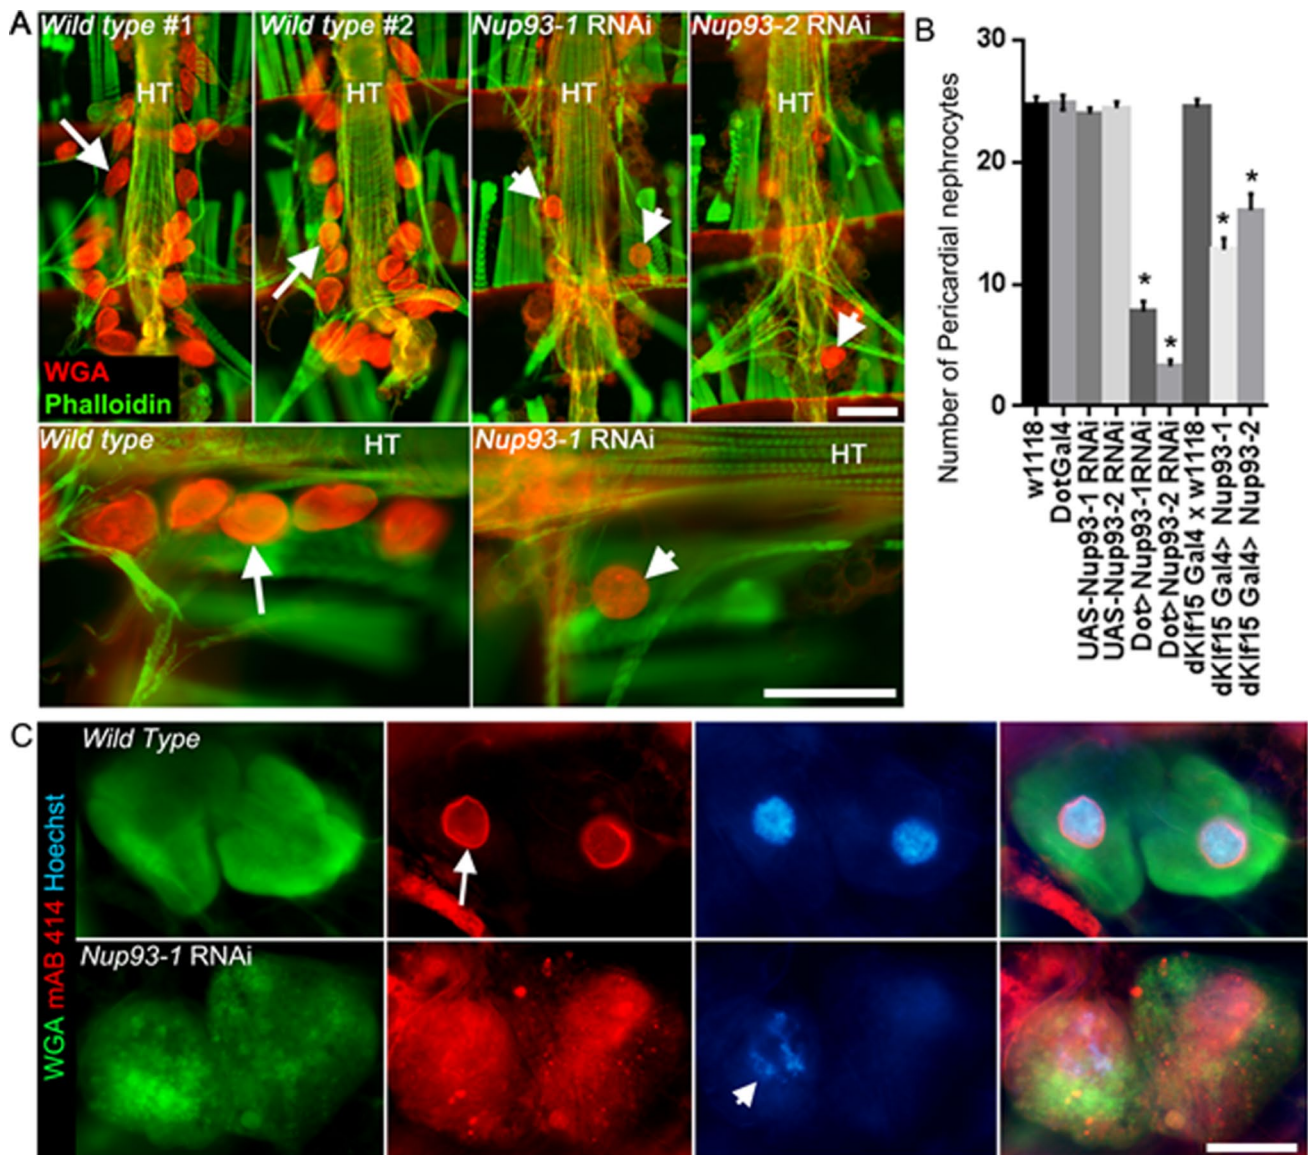 A
Wild type #1
Wild type #2
Nup93-1 RNAi
Nup93-2 RNAi
HT
HT
HT
HT
WGA
Phalloidin
Wild type
HT
Nup93-1 RNAi
HT
B
Number of Pericardial nephrocytes
30
20
10
0
*
*
*
*
w1118
DotGal4
UAS-Nup93-1 RNAi
UAS-Nup93-2 RNAi
Dot> Nup93-1RNAi
Dot> Nup93-2 RNAi
dKlf15 Gal4 x w1118
dKlf15 Gal4> Nup93-1
dKlf15 Gal4> Nup93-2
C
WGA mAB 414 Hoechst
Wild Type
Nup93-1 RNAi